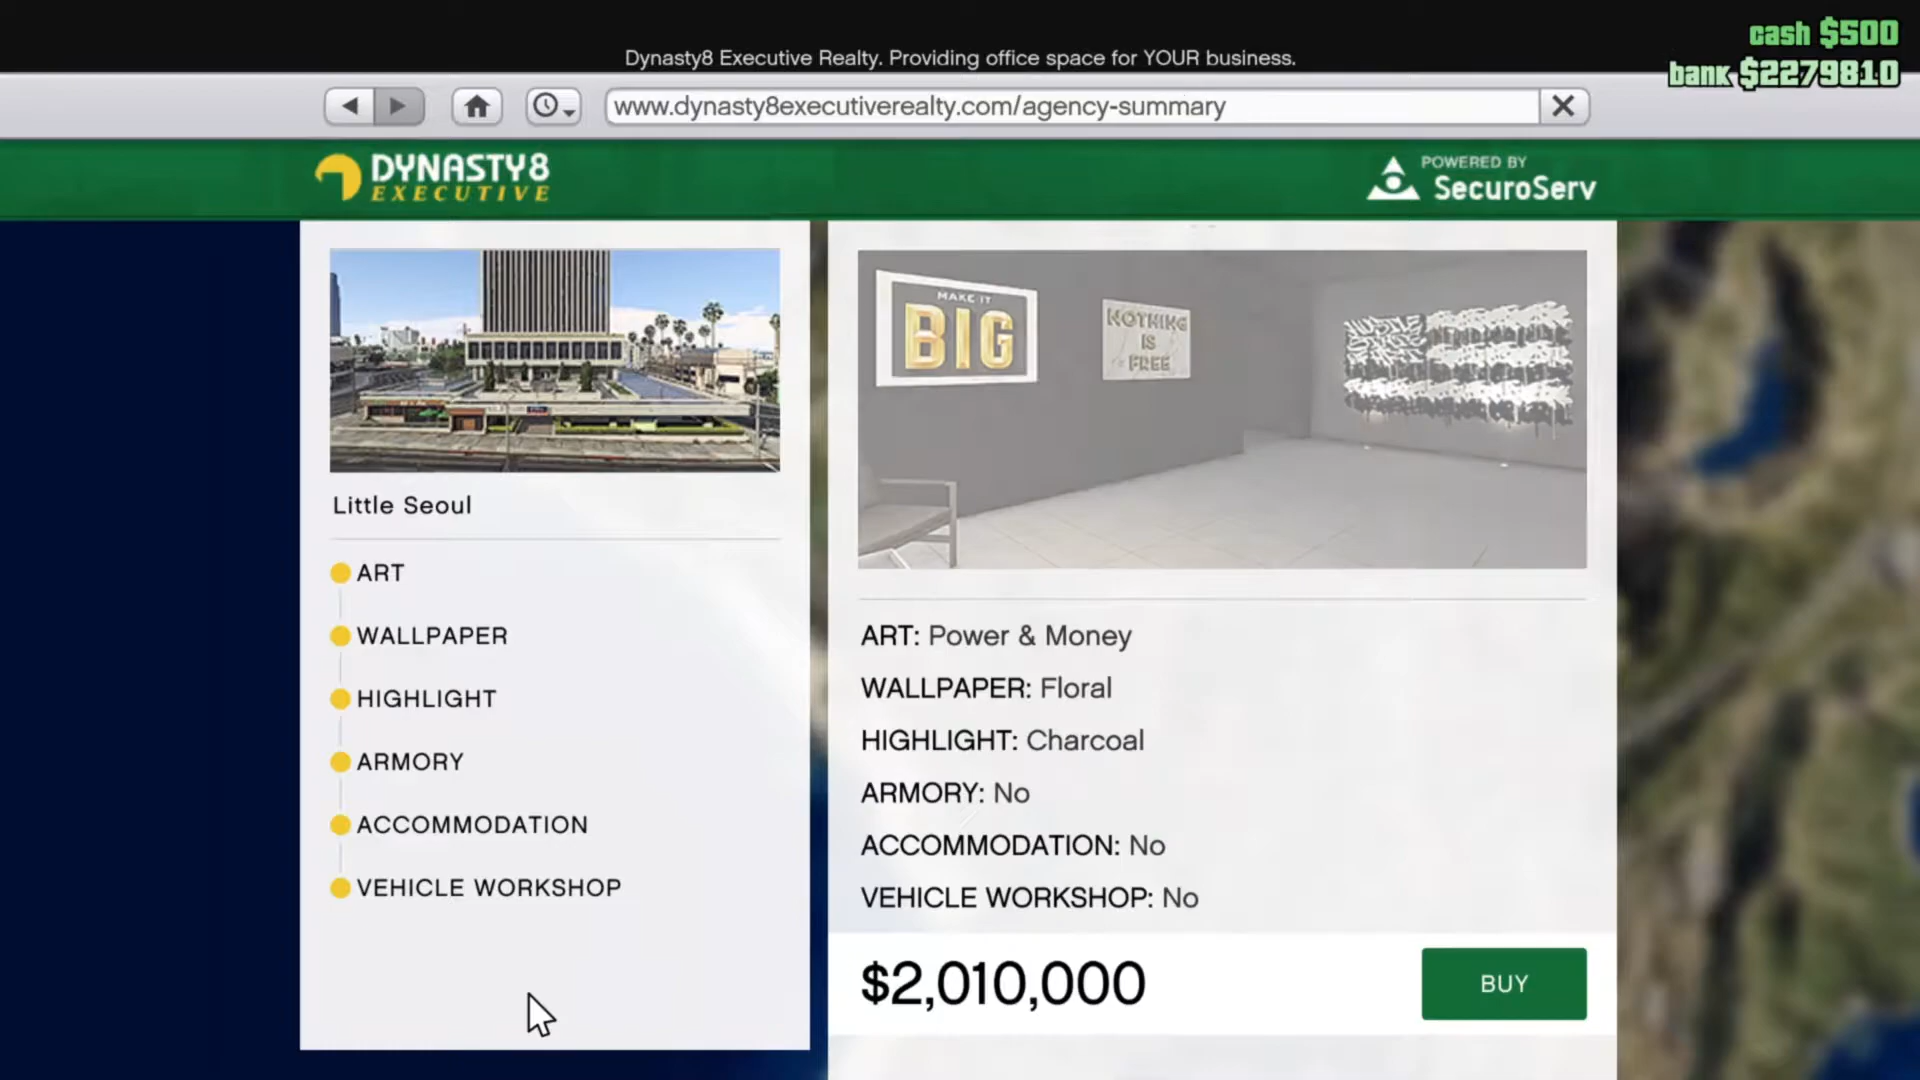 cash $500
bank $2279810
Dynasty8 Executive Realty. Providing office space for YOUR business.
www.dynasty8executiverealty.com/agency-summary
DYNASTY8
EXECUTIVE
POWERED BY
SecuroServ
Little Seoul
ART
WALLPAPER
HIGHLIGHT
ARMORY
ACCOMMODATION
VEHICLE WORKSHOP
MAKE IT
BIG
NOTHING
IS
FREE
ART: Power & Money
WALLPAPER: Floral
HIGHLIGHT: Charcoal
ARMORY: No
ACCOMMODATION: No
VEHICLE WORKSHOP: No
$2,010,000
BUY